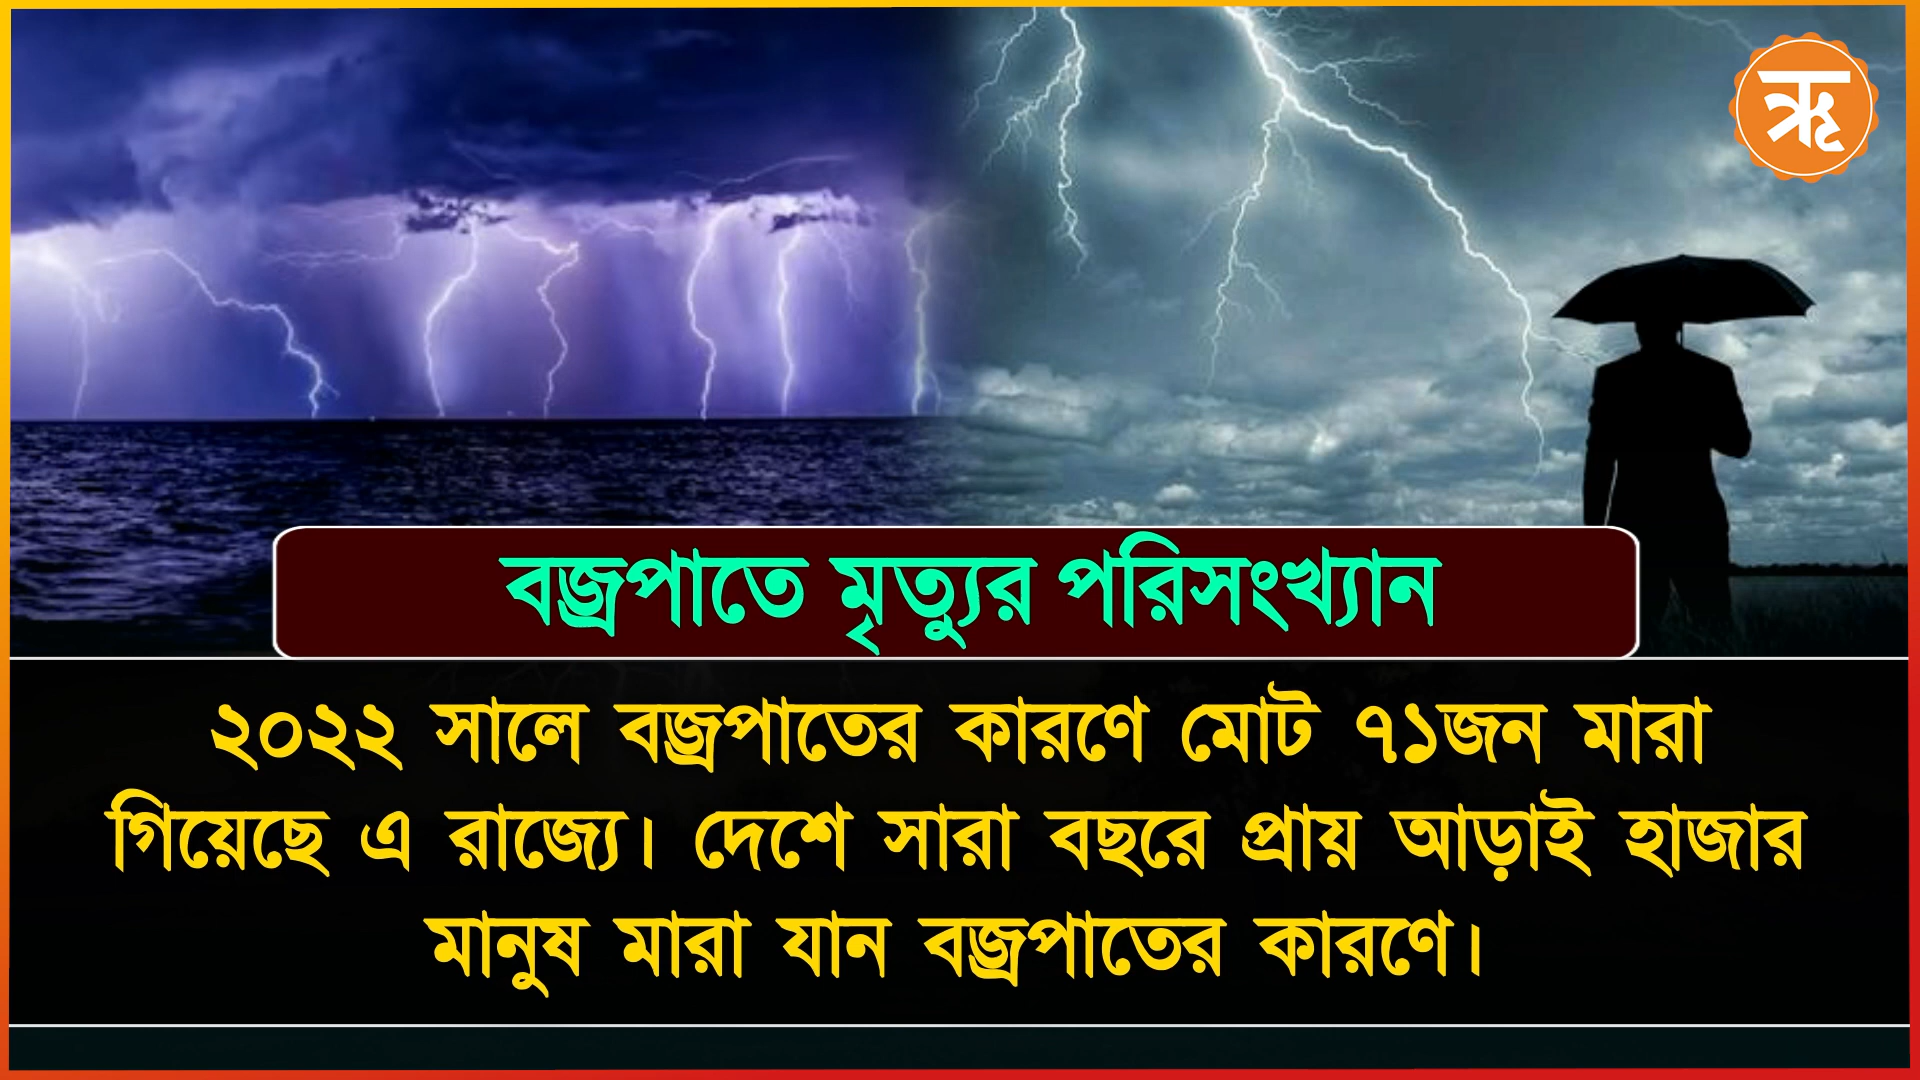 ঋ
বজ্রপাতে মৃত্যুর পরিসংখ্যান
২০২২ সালে বজ্রপাতের কারণে মোট ৭১জন মারা
গিয়েছে এ রাজ্যে। দেশে সারা বছরে প্রায় আড়াই হাজার
মানুষ মারা যান বজ্রপাতের কারণে।